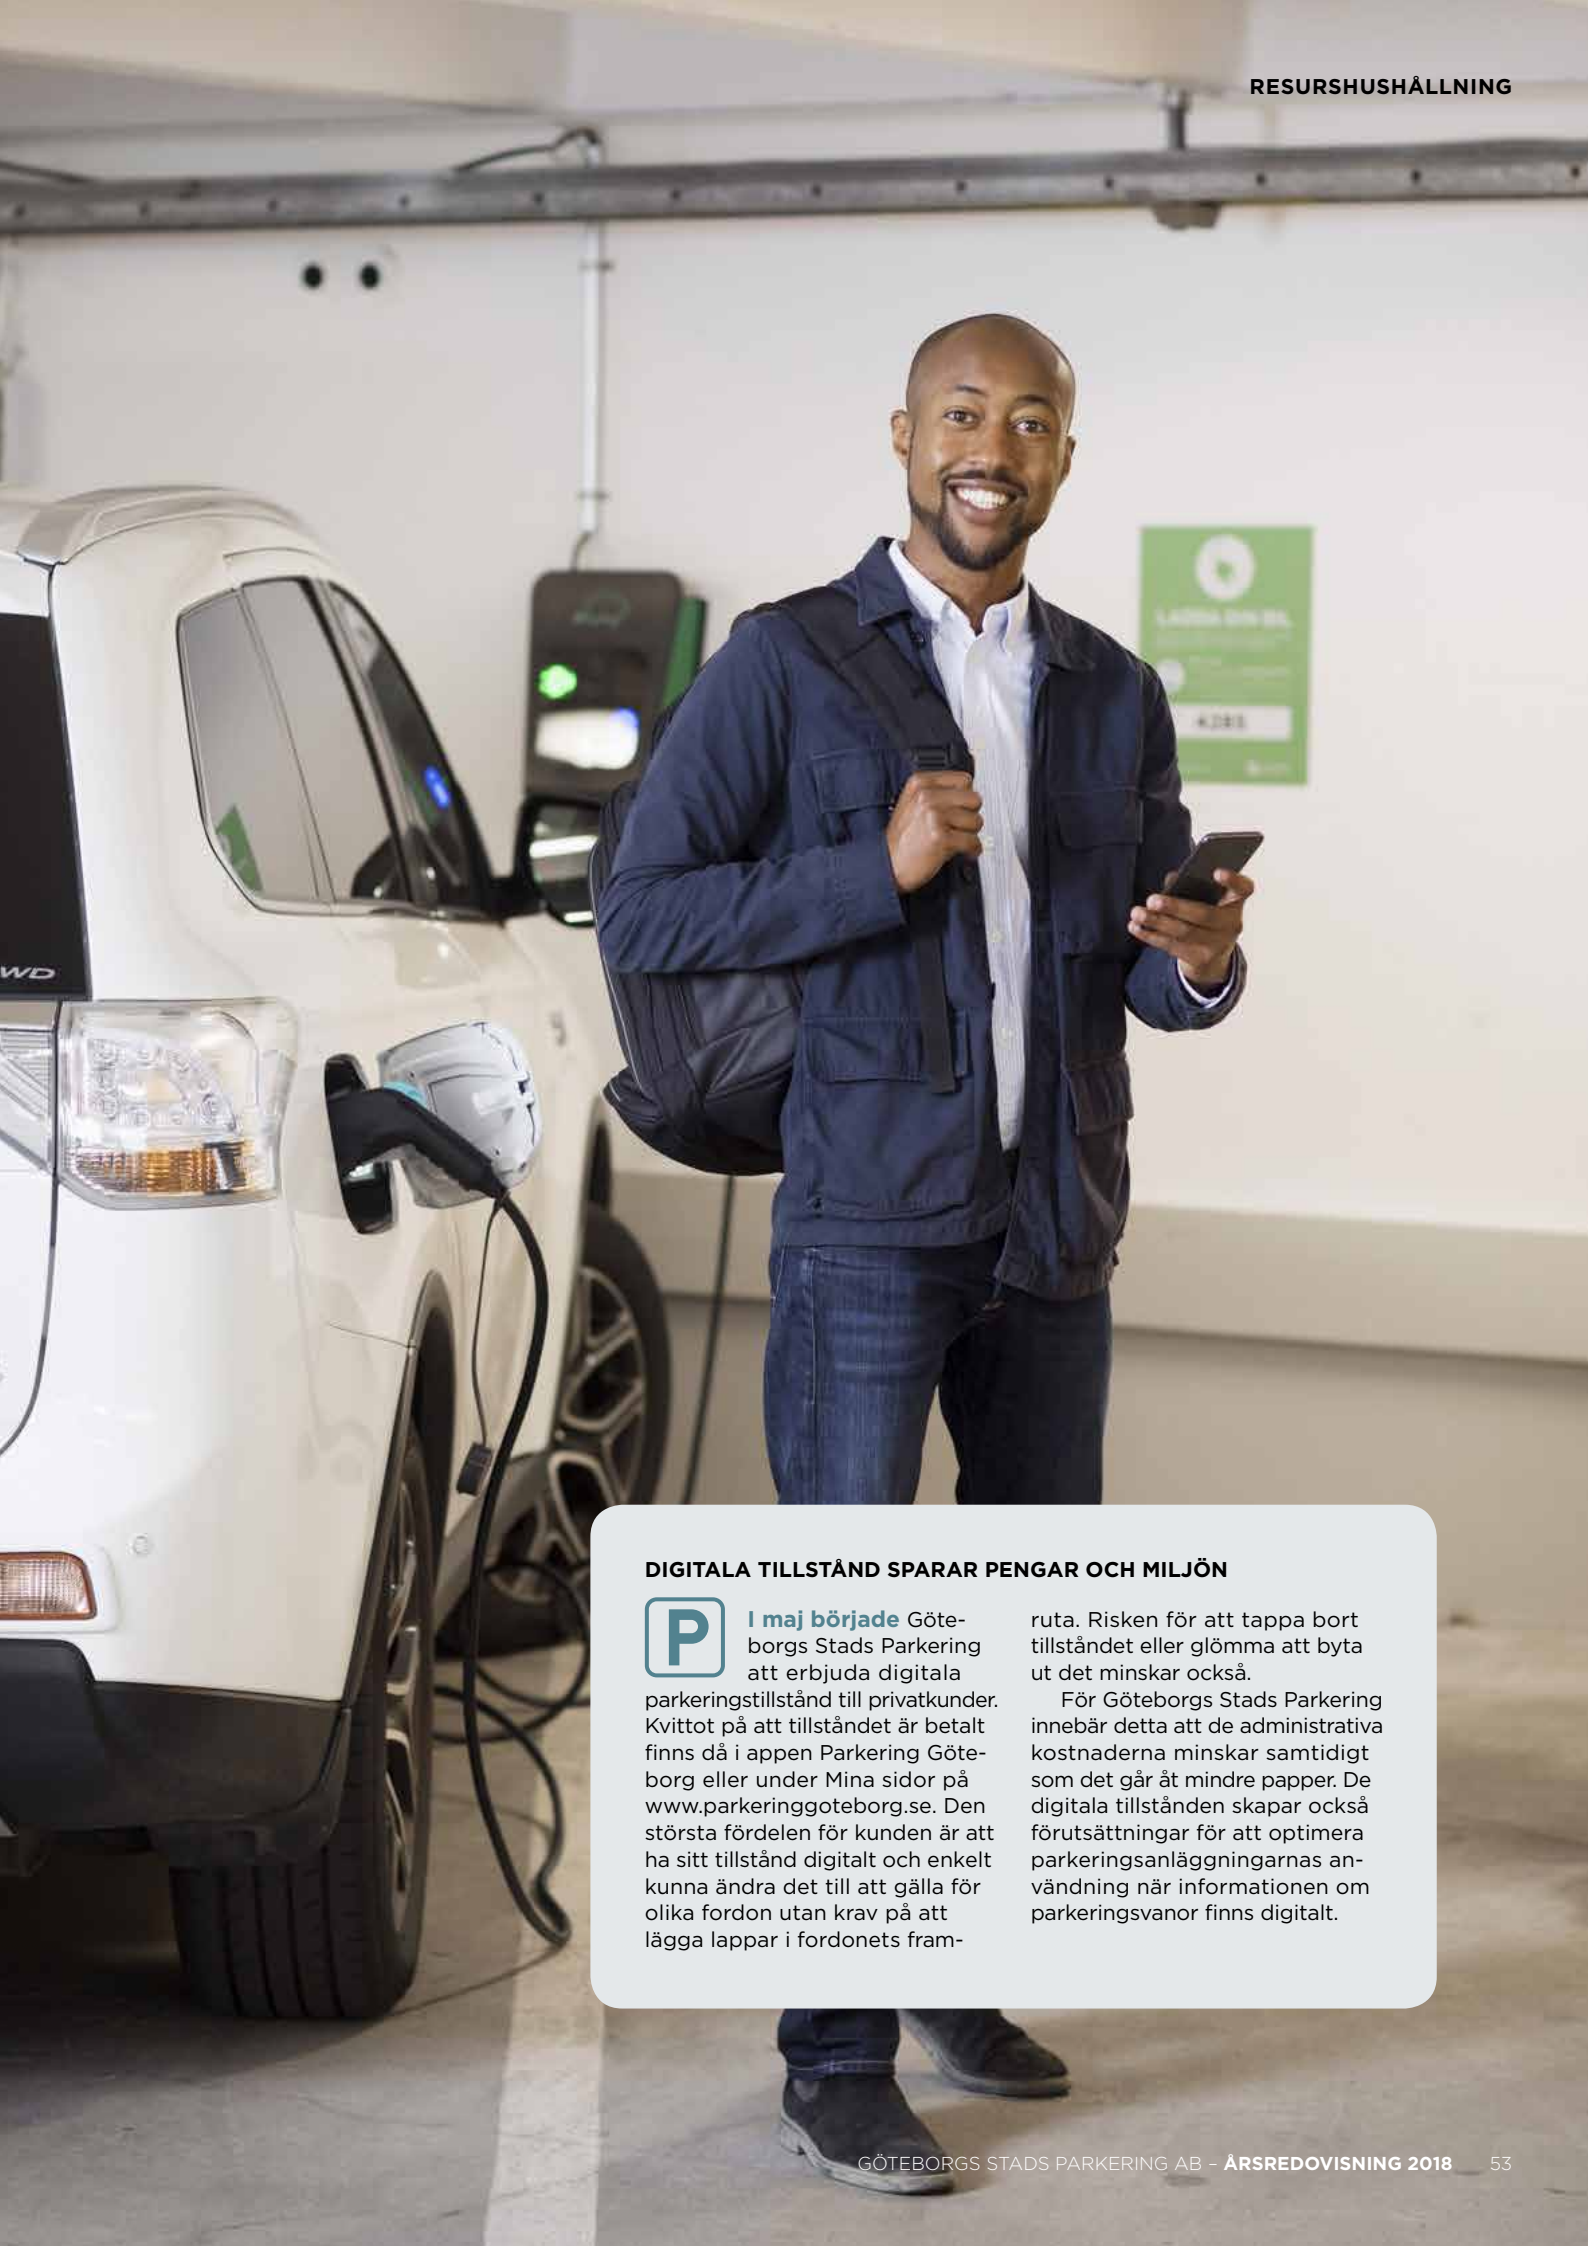 RESURSHUSHÅLLNING
LADDA DIN BIL
4285
WD
DIGITALA TILLSTÅND SPARAR PENGAR OCH MILJÖN
P
I maj började Göte-
borgs Stads Parkering
att erbjuda digitala
parkeringstillstånd till privatkunder.
Kvittot på att tillståndet är betalt
finns då i appen Parkering Göte-
borg eller under Mina sidor på
www.parkeringgoteborg.se. Den
största fördelen för kunden är att
ha sitt tillstånd digitalt och enkelt
kunna ändra det till att gälla för
olika fordon utan krav på att
lägga lappar i fordonets fram-
ruta. Risken för att tappa bort
tillståndet eller glömma att byta
ut det minskar också.
För Göteborgs Stads Parkering
innebär detta att de administrativa
kostnaderna minskar samtidigt
som det går åt mindre papper. De
digitala tillstånden skapar också
förutsättningar för att optimera
parkeringsanläggningarnas an-
vändning när informationen om
parkeringsvanor finns digitalt.
GÖTEBORGS STADS PARKERING AB – ÅRSREDOVISNING 2018 53